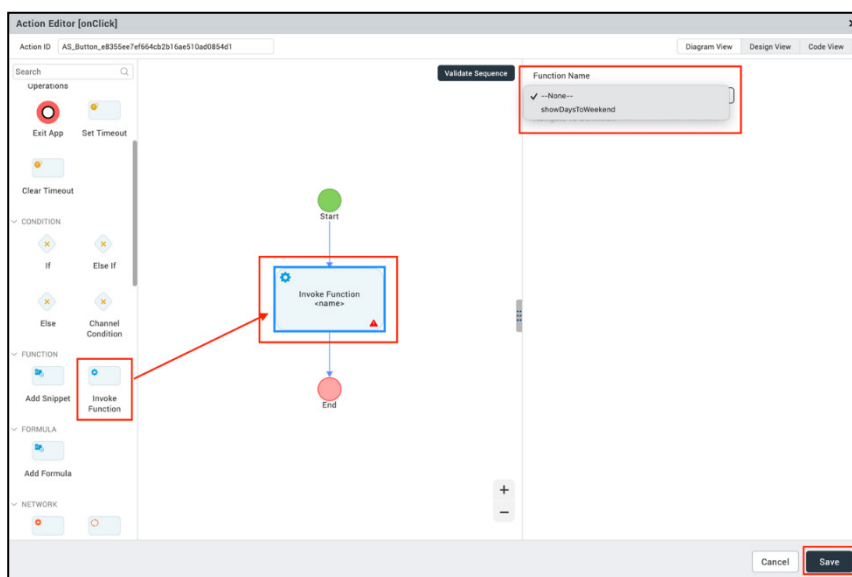 Action Editor [onClick]
Action ID AS_Button_e8355ee7ef664cb2b16ae510ad0854d1
Diagram View Design View Code View
Search
Operations
Exit App Set Timeout
Clear Timeout
CONDITION
If Else If
Else Channel Condition
FUNCTION
Add Snippet Invoke Function
FORMULA
Add Formula
NETWORK
Validate Sequence
Start
Invoke Function
<name>
End
+
−
Function Name
--None--
showDaysToWeekend
Cancel Save